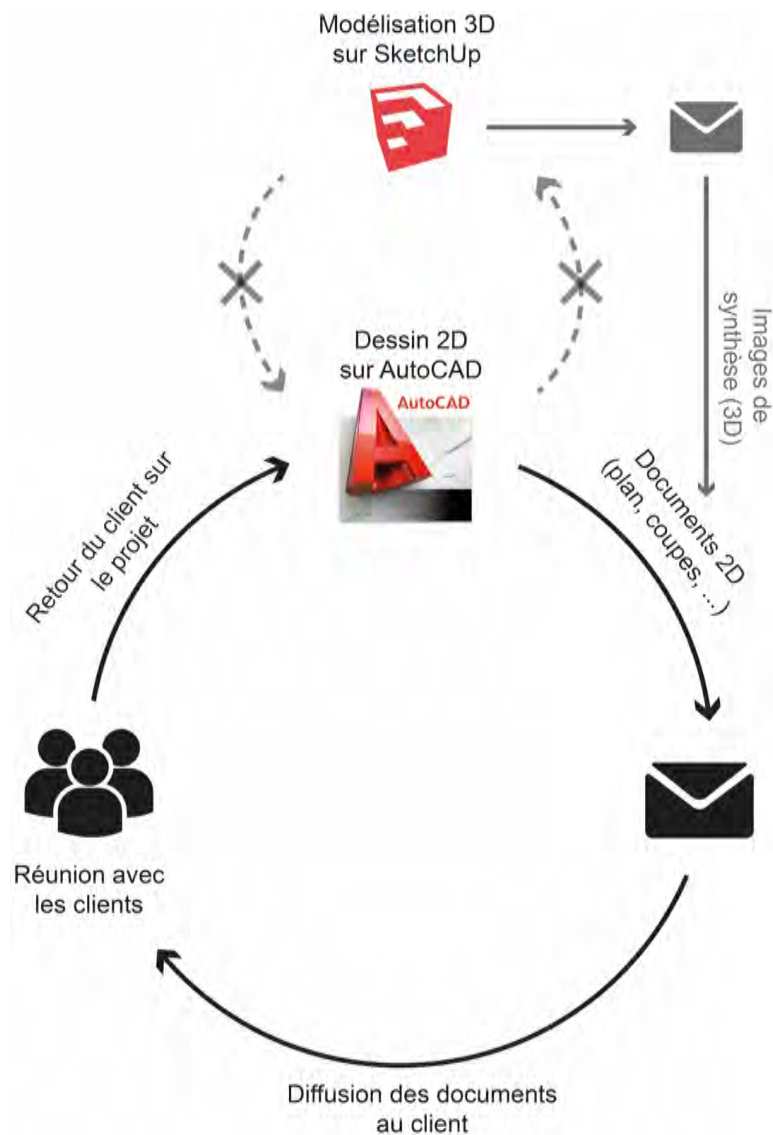 Modélisation 3D
sur SketchUp
Images de
synthèse (3D)
Dessin 2D
sur AutoCAD
AutoCAD
Documents 2D
(plan, coupes, ...)
Retour du client sur
le projet
Réunion avec
les clients
Diffusion des documents
au client